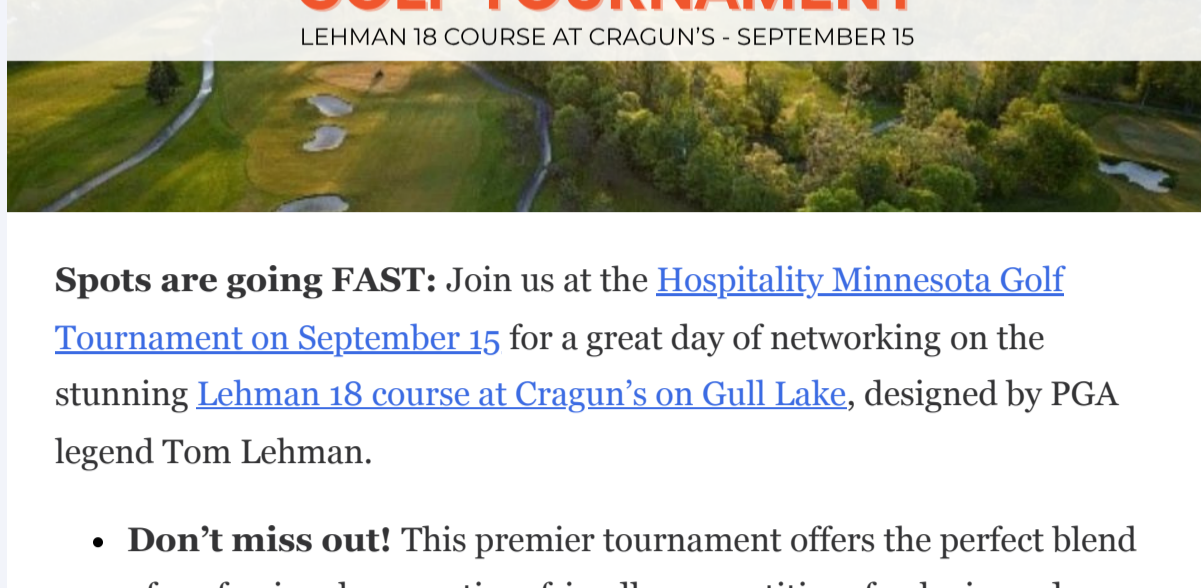 GOLF TOURNAMENT
LEHMAN 18 COURSE AT CRAGUN'S - SEPTEMBER 15
Spots are going FAST: Join us at the Hospitality Minnesota Golf
Tournament on September 15 for a great day of networking on the
stunning Lehman 18 course at Cragun’s on Gull Lake, designed by PGA
legend Tom Lehman.
• Don’t miss out! This premier tournament offers the perfect blend